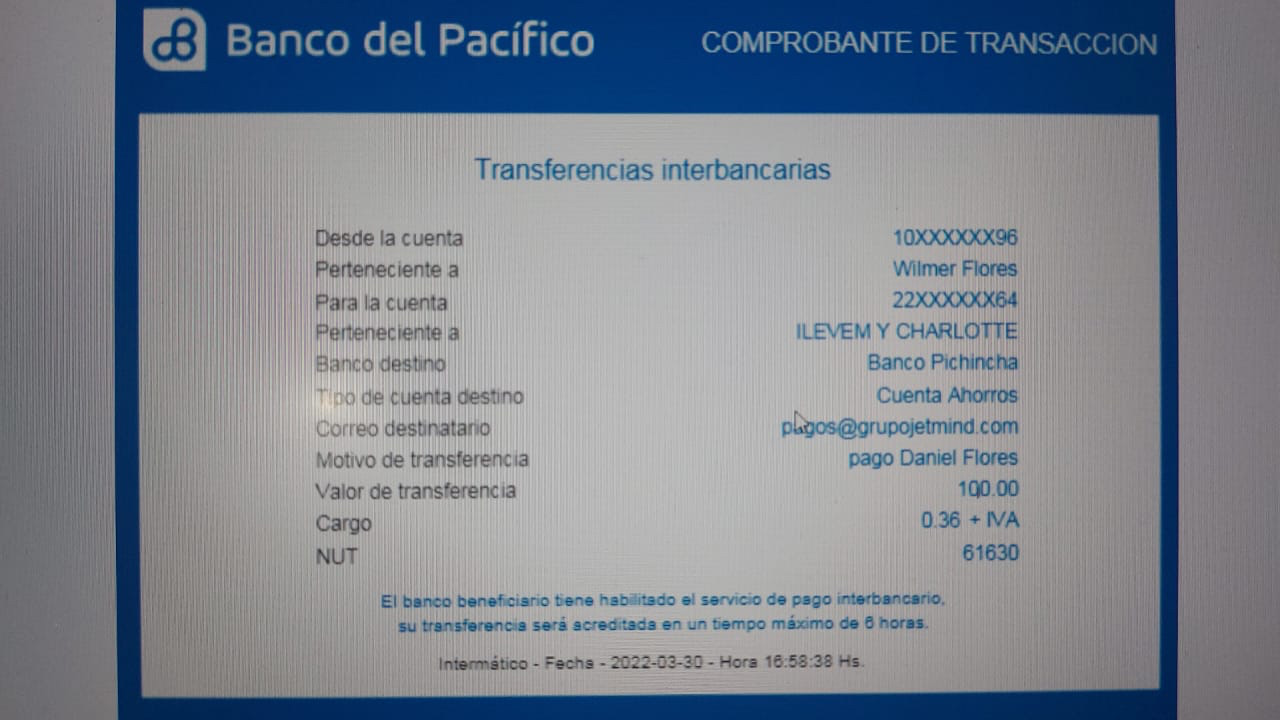 Banco del Pacífico
COMPROBANTE DE TRANSACCION
Transferencias interbancarias
Desde la cuenta 10XXXXXX96
Perteneciente a Wilmer Flores
Para la cuenta 22XXXXXX64
Perteneciente a ILEVEM Y CHARLOTTE
Banco destino Banco Pichincha
Tipo de cuenta destino Cuenta Ahorros
Correo destinatario pagos@grupojetmind.com
Motivo de transferencia pago Daniel Flores
Valor de transferencia 100.00
Cargo 0.36 + IVA
NUT 61630
El banco beneficiario tiene habilitado el servicio de pago interbancario,
su transferencia será acreditada en un tiempo máximo de 6 horas.
Intermático - Fecha - 2022-03-30 - Hora 16:58:38 Hs.